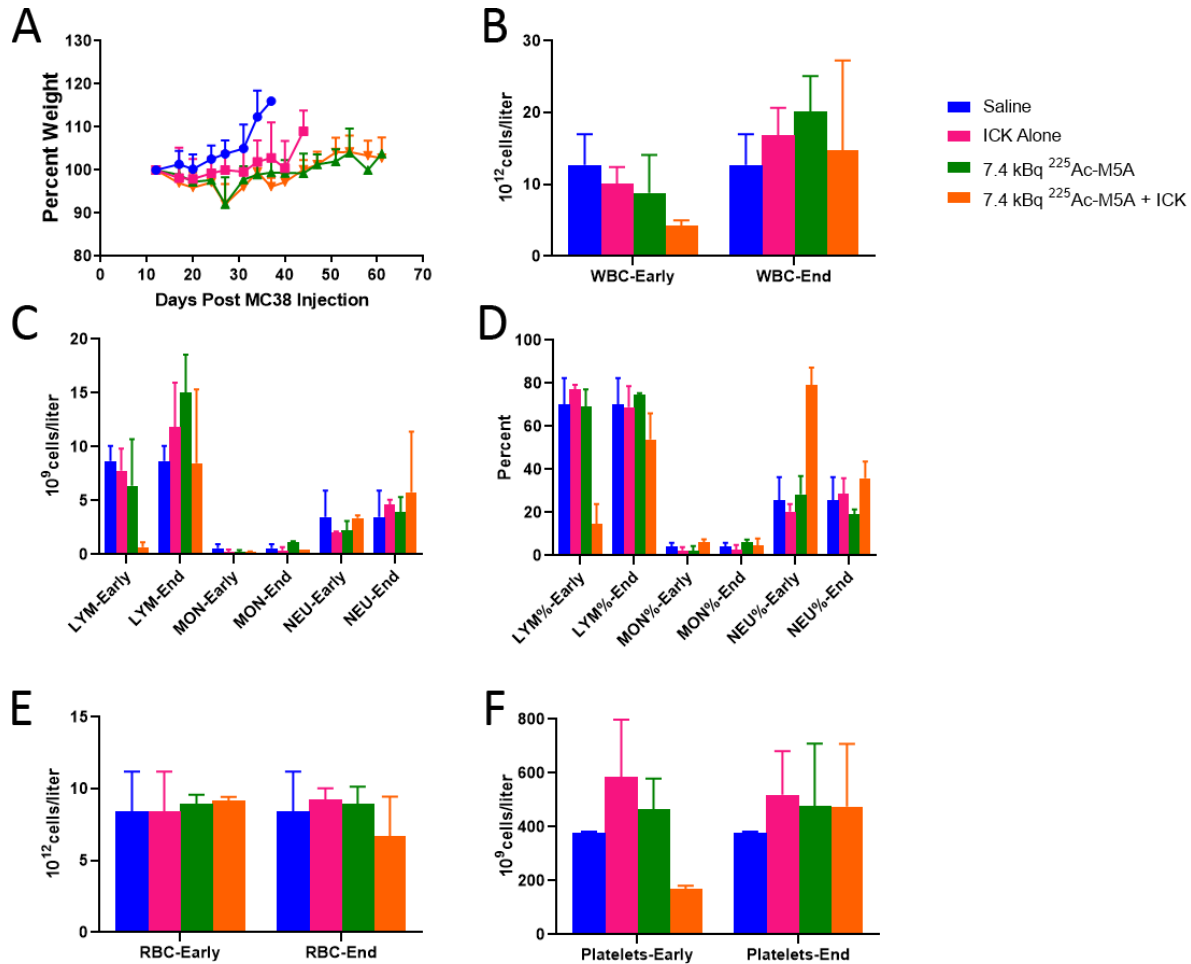 A
Percent Weight
130
120
110
100
90
80
0 10 20 30 40 50 60 70
Days Post MC38 Injection
B
10¹²cells/liter
30
20
10
0
WBC-Early WBC-End
Saline
ICK Alone
7.4 kBq ²²⁵Ac-M5A
7.4 kBq ²²⁵Ac-M5A + ICK
C
10⁹cells/liter
20
15
10
5
0
LYM-Early LYM-End MON-Early MON-End NEU-Early NEU-End
D
Percent
100
80
60
40
20
0
LYM%-Early LYM%-End MON%-Early MON%-End NEU%-Early NEU%-End
E
10¹²cells/liter
15
10
5
0
RBC-Early RBC-End
F
10⁹cells/liter
800
600
400
200
0
Platelets-Early Platelets-End